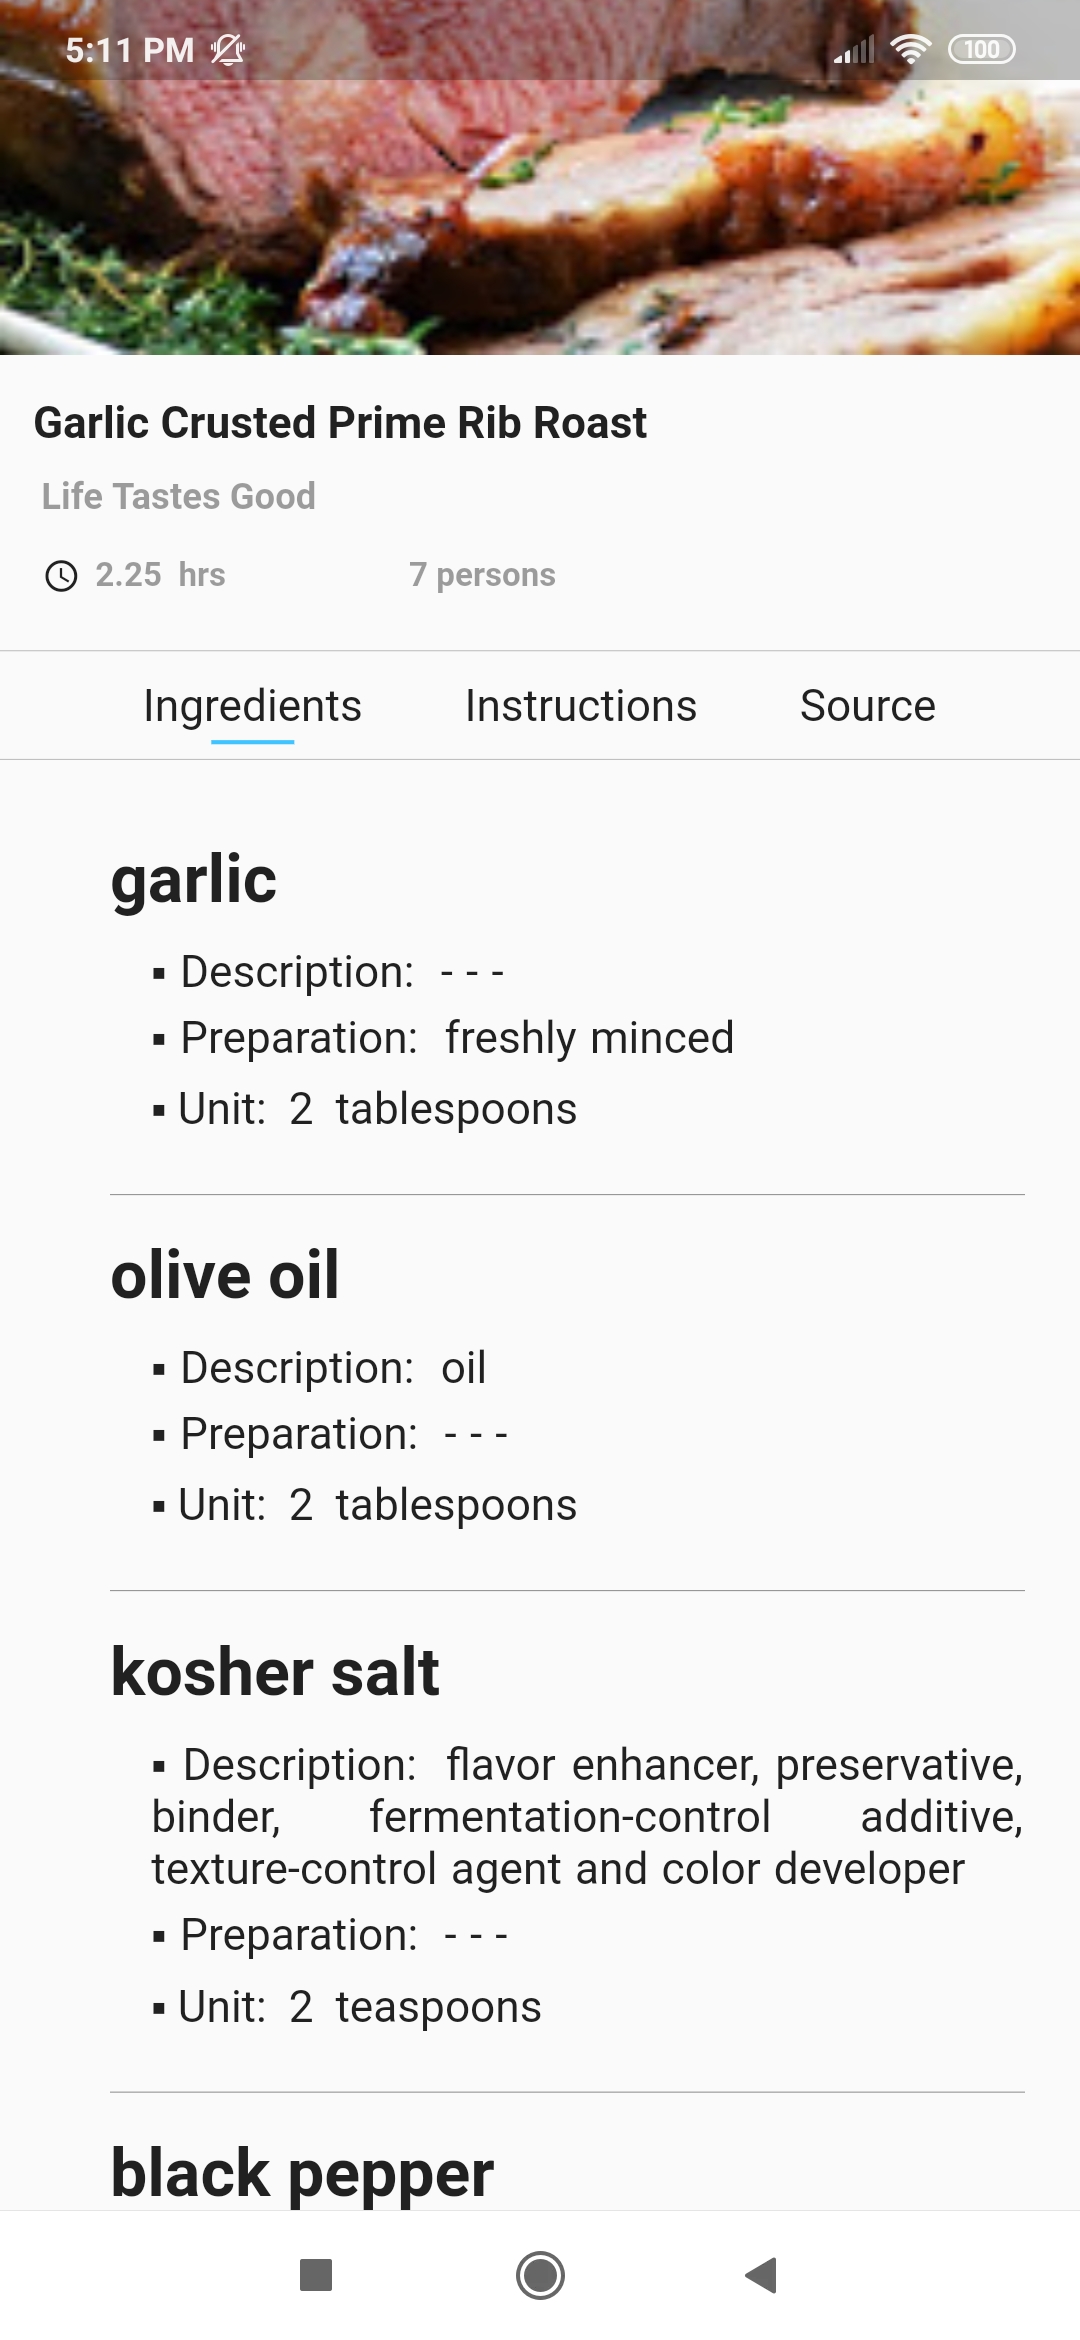 5:11 PM 100
Garlic Crusted Prime Rib Roast
Life Tastes Good
2.25 hrs 7 persons
Ingredients Instructions Source
garlic
▪ Description: - - -
▪ Preparation: freshly minced
▪ Unit: 2 tablespoons
olive oil
▪ Description: oil
▪ Preparation: - - -
▪ Unit: 2 tablespoons
kosher salt
▪ Description: flavor enhancer, preservative,
binder, fermentation-control additive,
texture-control agent and color developer
▪ Preparation: - - -
▪ Unit: 2 teaspoons
black pepper